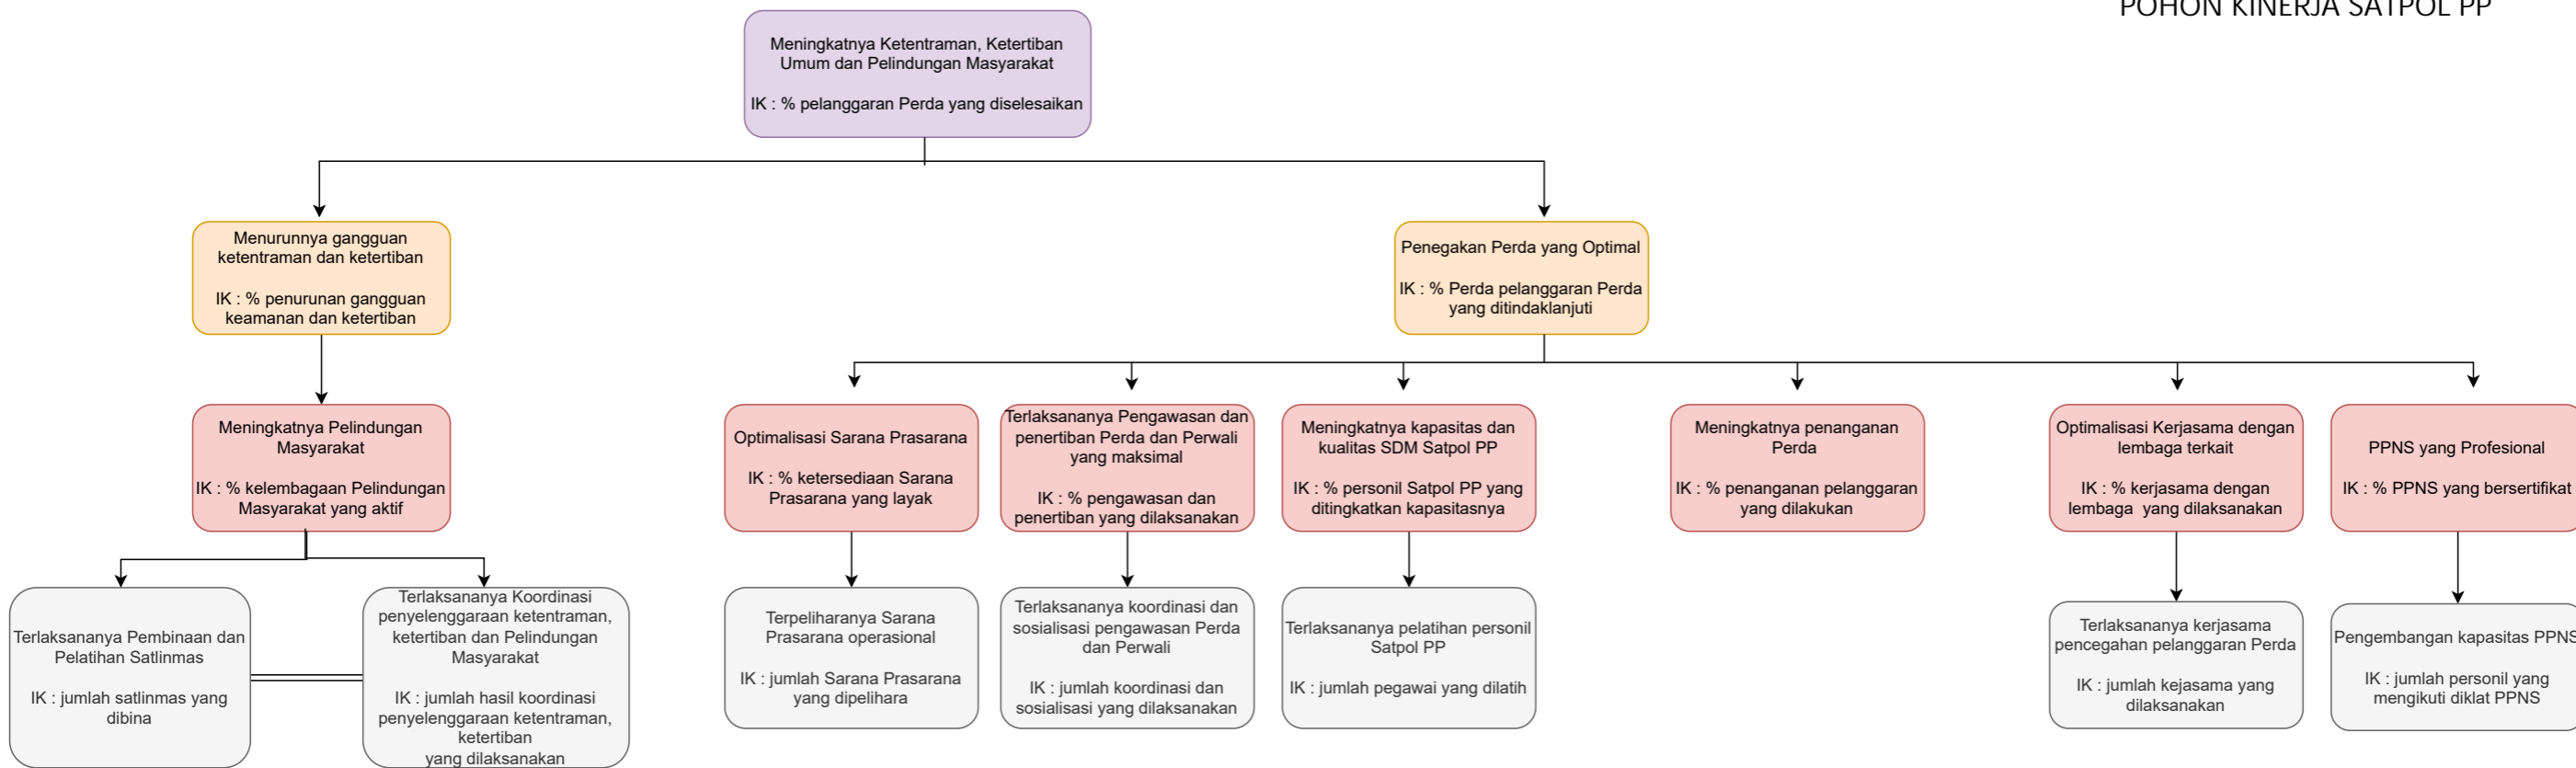 POHON KINERJA SATPOL PP
Meningkatnya Ketentraman, Ketertiban
Umum dan Pelindungan Masyarakat
IK : % pelanggaran Perda yang diselesaikan
Menurunnya gangguan
ketentraman dan ketertiban
IK : % penurunan gangguan
keamanan dan ketertiban
Penegakan Perda yang Optimal
IK : % Perda pelanggaran Perda
yang ditindaklanjuti
Meningkatnya Pelindungan
Masyarakat
IK : % kelembagaan Pelindungan
Masyarakat yang aktif
Optimalisasi Sarana Prasarana
IK : % ketersediaan Sarana
Prasarana yang layak
Terlaksananya Pengawasan dan
penertiban Perda dan Perwali
yang maksimal
IK : % pengawasan dan
penertiban yang dilaksanakan
Meningkatnya kapasitas dan
kualitas SDM Satpol PP
IK : % personil Satpol PP yang
ditingkatkan kapasitasnya
Meningkatnya penanganan
Perda
IK : % penanganan pelanggaran
yang dilakukan
Optimalisasi Kerjasama dengan
lembaga terkait
IK : % kerjasama dengan
lembaga yang dilaksanakan
PPNS yang Profesional
IK : % PPNS yang bersertifikat
Terlaksananya Pembinaan dan
Pelatihan Satlinmas
IK : jumlah satlinmas yang
dibina
Terlaksananya Koordinasi
penyelenggaraan ketentraman,
ketertiban dan Pelindungan
Masyarakat
IK : jumlah hasil koordinasi
penyelenggaraan ketentraman,
ketertiban
yang dilaksanakan
Terpeliharanya Sarana
Prasarana operasional
IK : jumlah Sarana Prasarana
yang dipelihara
Terlaksananya koordinasi dan
sosialisasi pengawasan Perda
dan Perwali
IK : jumlah koordinasi dan
sosialisasi yang dilaksanakan
Terlaksananya pelatihan personil
Satpol PP
IK : jumlah pegawai yang dilatih
Terlaksananya kerjasama
pencegahan pelanggaran Perda
IK : jumlah kejasama yang
dilaksanakan
Pengembangan kapasitas PPNS
IK : jumlah personil yang
mengikuti diklat PPNS